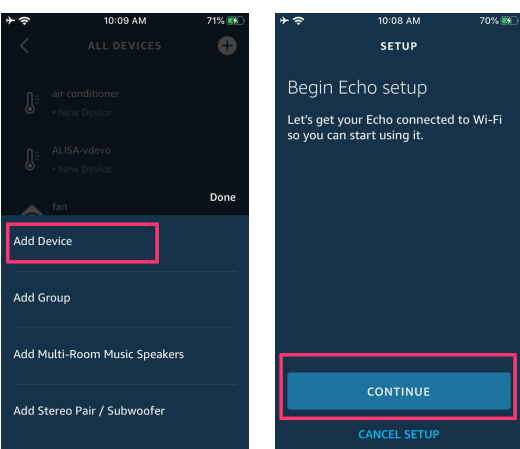 10:09 AM
71%
ALL DEVICES
air conditioner
• New Device
ALISA-vdevo
• New Device
fan
Done
Add Device
Add Group
Add Multi-Room Music Speakers
Add Stereo Pair / Subwoofer
10:08 AM
70%
SETUP
Begin Echo setup
Let's get your Echo connected to Wi-Fi
so you can start using it.
CONTINUE
CANCEL SETUP